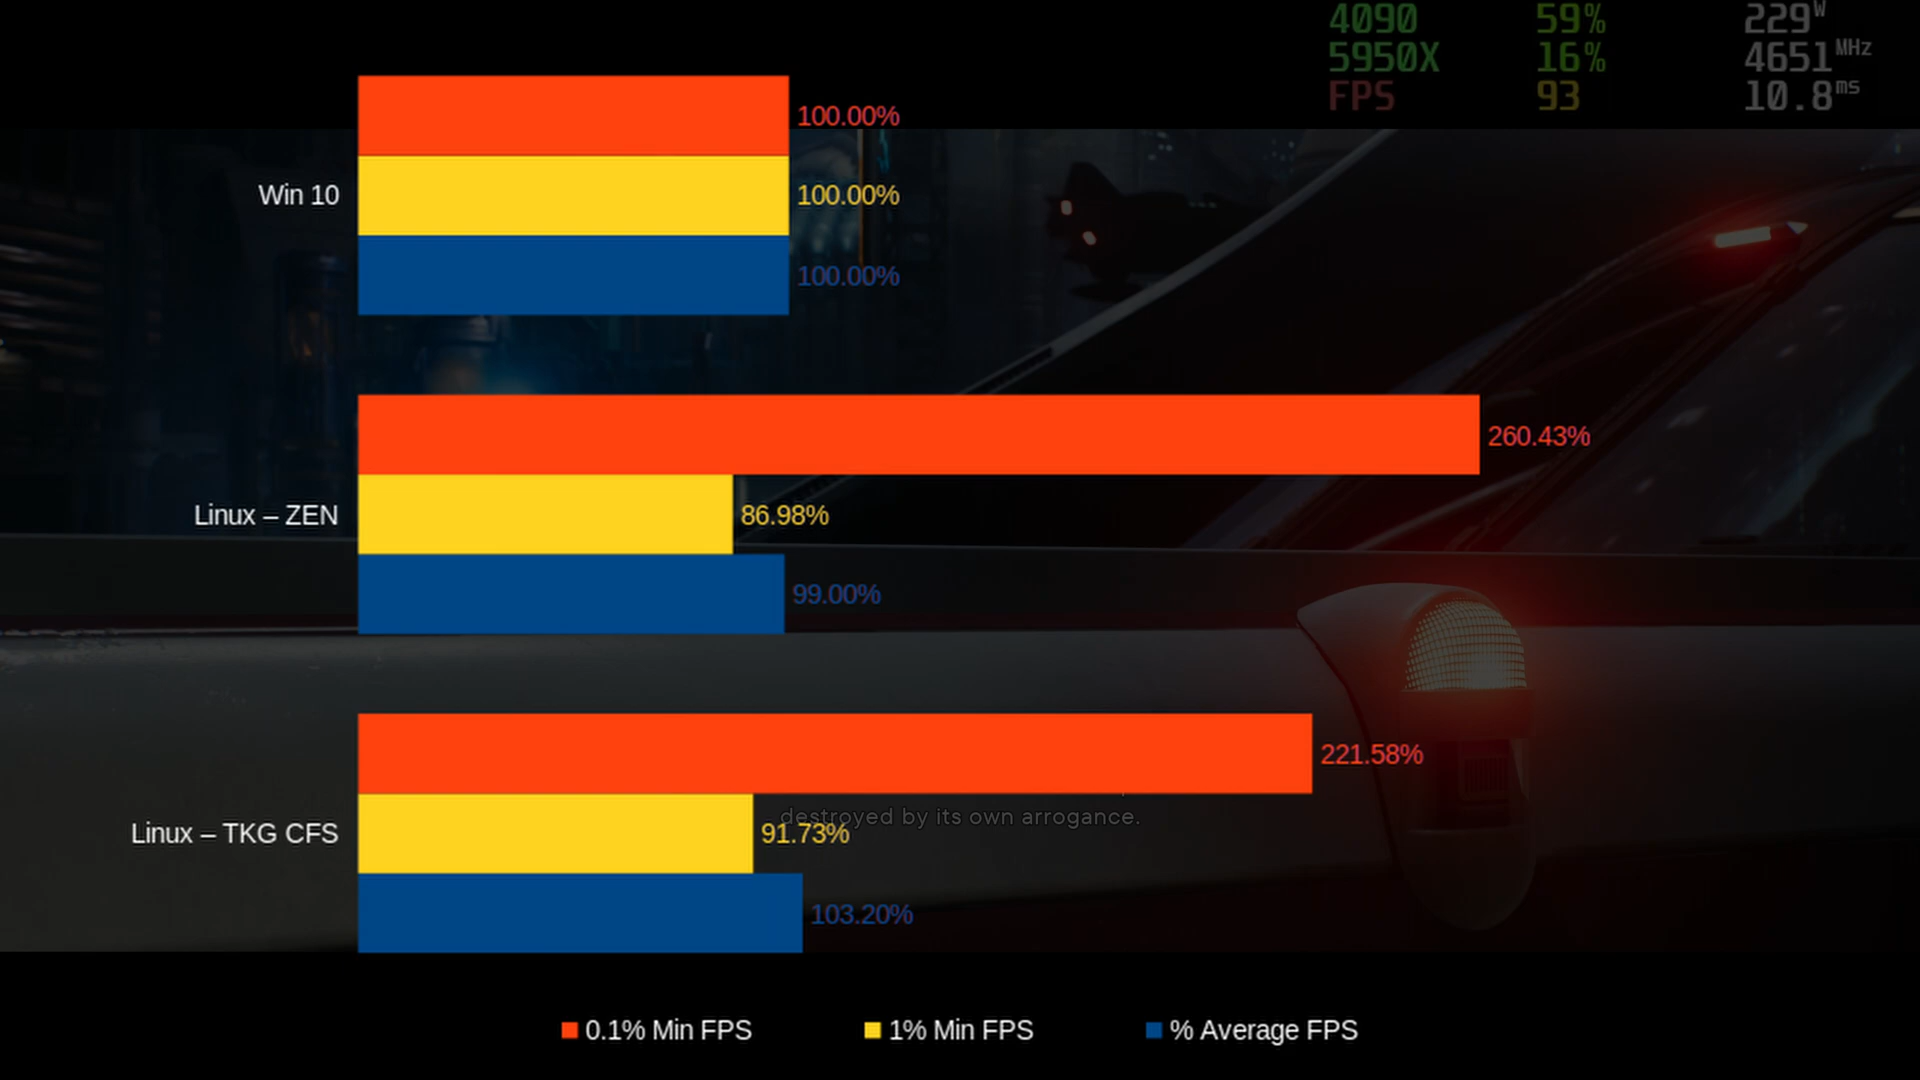 4090 59% 229W
5950X 16% 4651MHz
FPS 93 10.8ms
100.00%
Win 10 100.00%
100.00%
260.43%
Linux – ZEN 86.98%
99.00%
221.58%
destroyed by its own arrogance.
Linux – TKG CFS 91.73%
103.20%
0.1% Min FPS 1% Min FPS % Average FPS